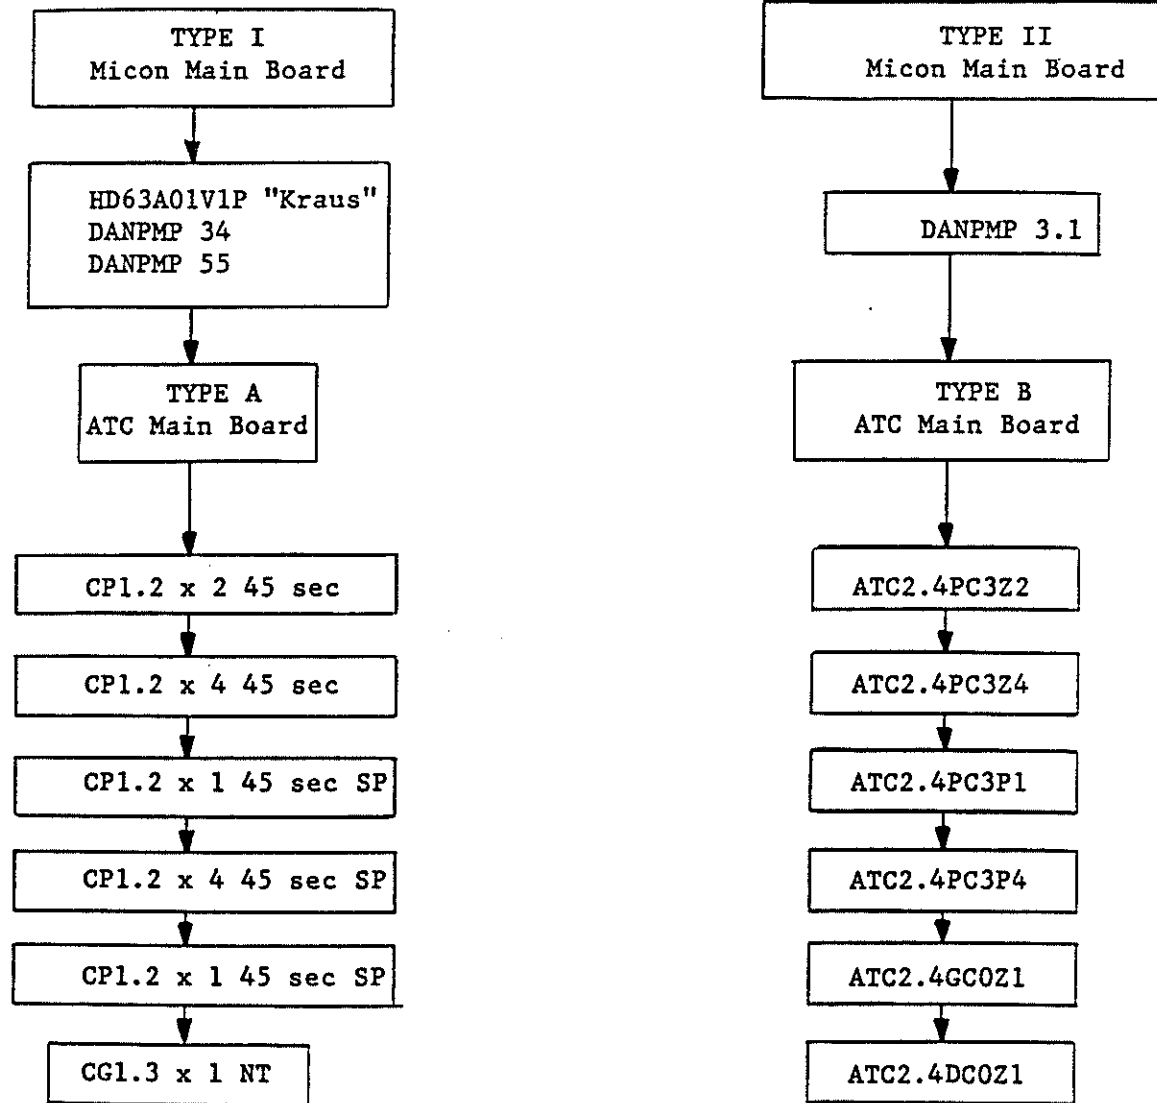 TYPE I
Micon Main Board
HD63A01V1P "Kraus"
DANPMP 34
DANPMP 55
TYPE A
ATC Main Board
CP1.2 x 2 45 sec
CP1.2 x 4 45 sec
CP1.2 x 1 45 sec SP
CP1.2 x 4 45 sec SP
CP1.2 x 1 45 sec SP
CG1.3 x 1 NT
TYPE II
Micon Main Board
DANPMP 3.1
TYPE B
ATC Main Board
ATC2.4PC3Z2
ATC2.4PC3Z4
ATC2.4PC3P1
ATC2.4PC3P4
ATC2.4GC0Z1
ATC2.4DC0Z1